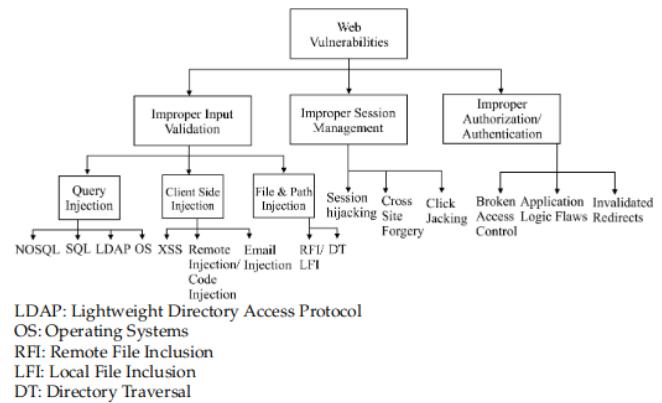 Web
Vulnerabilities
Improper Input
Validation
Improper Session
Management
Improper
Authorization/
Authentication
Query
Injection
Client Side
Injection
File & Path
Injection
Session
hijacking
Cross
Site
Forgery
Click
Jacking
Broken
Access
Control
Application
Logic Flaws
Invalidated
Redirects
NOSQL
SQL
LDAP
OS
XSS
Remote
Injection/
Code
Injection
Email
Injection
RFI/
LFI
DT
LDAP: Lightweight Directory Access Protocol
OS: Operating Systems
RFI: Remote File Inclusion
LFI: Local File Inclusion
DT: Directory Traversal